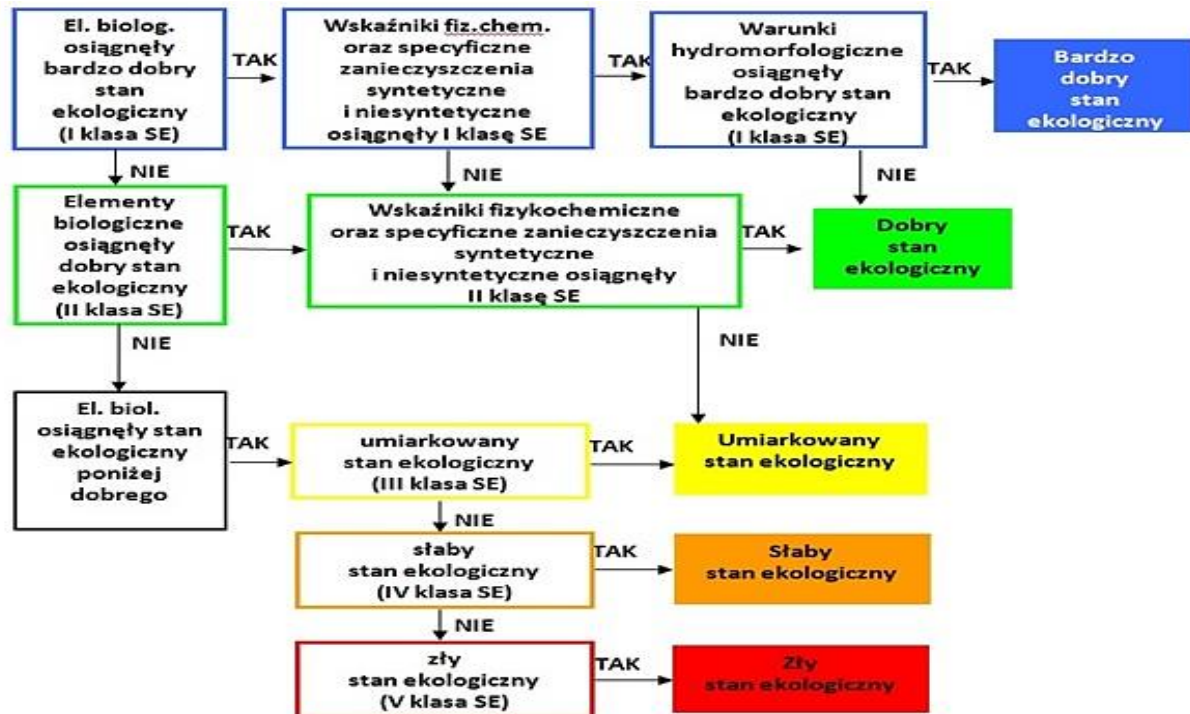 El. biolog.
osiągnęły
bardzo dobry
stan
ekologiczny
(I klasa SE)
TAK
Wskaźniki fiz.chem.
oraz specyficzne
zanieczyszczenia
syntetyczne
i niesyntetyczne
osiągnęły I klasę SE
TAK
Warunki
hydromorfologiczne
osiągnęły
bardzo dobry stan
ekologiczny
(I klasa SE)
TAK
Bardzo
dobry
stan
ekologiczny
NIE
NIE
NIE
Elementy
biologiczne
osiągnęły
dobry stan
ekologiczny
(II klasa SE)
TAK
Wskaźniki fizykochemiczne
oraz specyficzne zanieczyszczenia
syntetyczne
i niesyntetyczne osiągnęły
II klasę SE
TAK
Dobry
stan
ekologiczny
NIE
NIE
El. biol.
osiągnęły stan
ekologiczny
poniżej
dobrego
TAK
umiarkowany
stan ekologiczny
(III klasa SE)
TAK
Umiarkowany
stan ekologiczny
NIE
słaby
stan ekologiczny
(IV klasa SE)
TAK
Słaby
stan ekologiczny
NIE
zły
stan ekologiczny
(V klasa SE)
TAK
Zły
stan ekologiczny